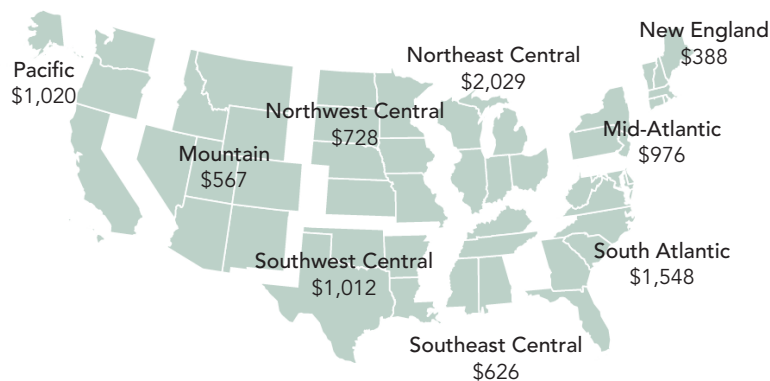 New England
$388
Northeast Central
$2,029
Pacific
$1,020
Northwest Central
$728
Mid-Atlantic
$976
Mountain
$567
South Atlantic
$1,548
Southwest Central
$1,012
Southeast Central
$626